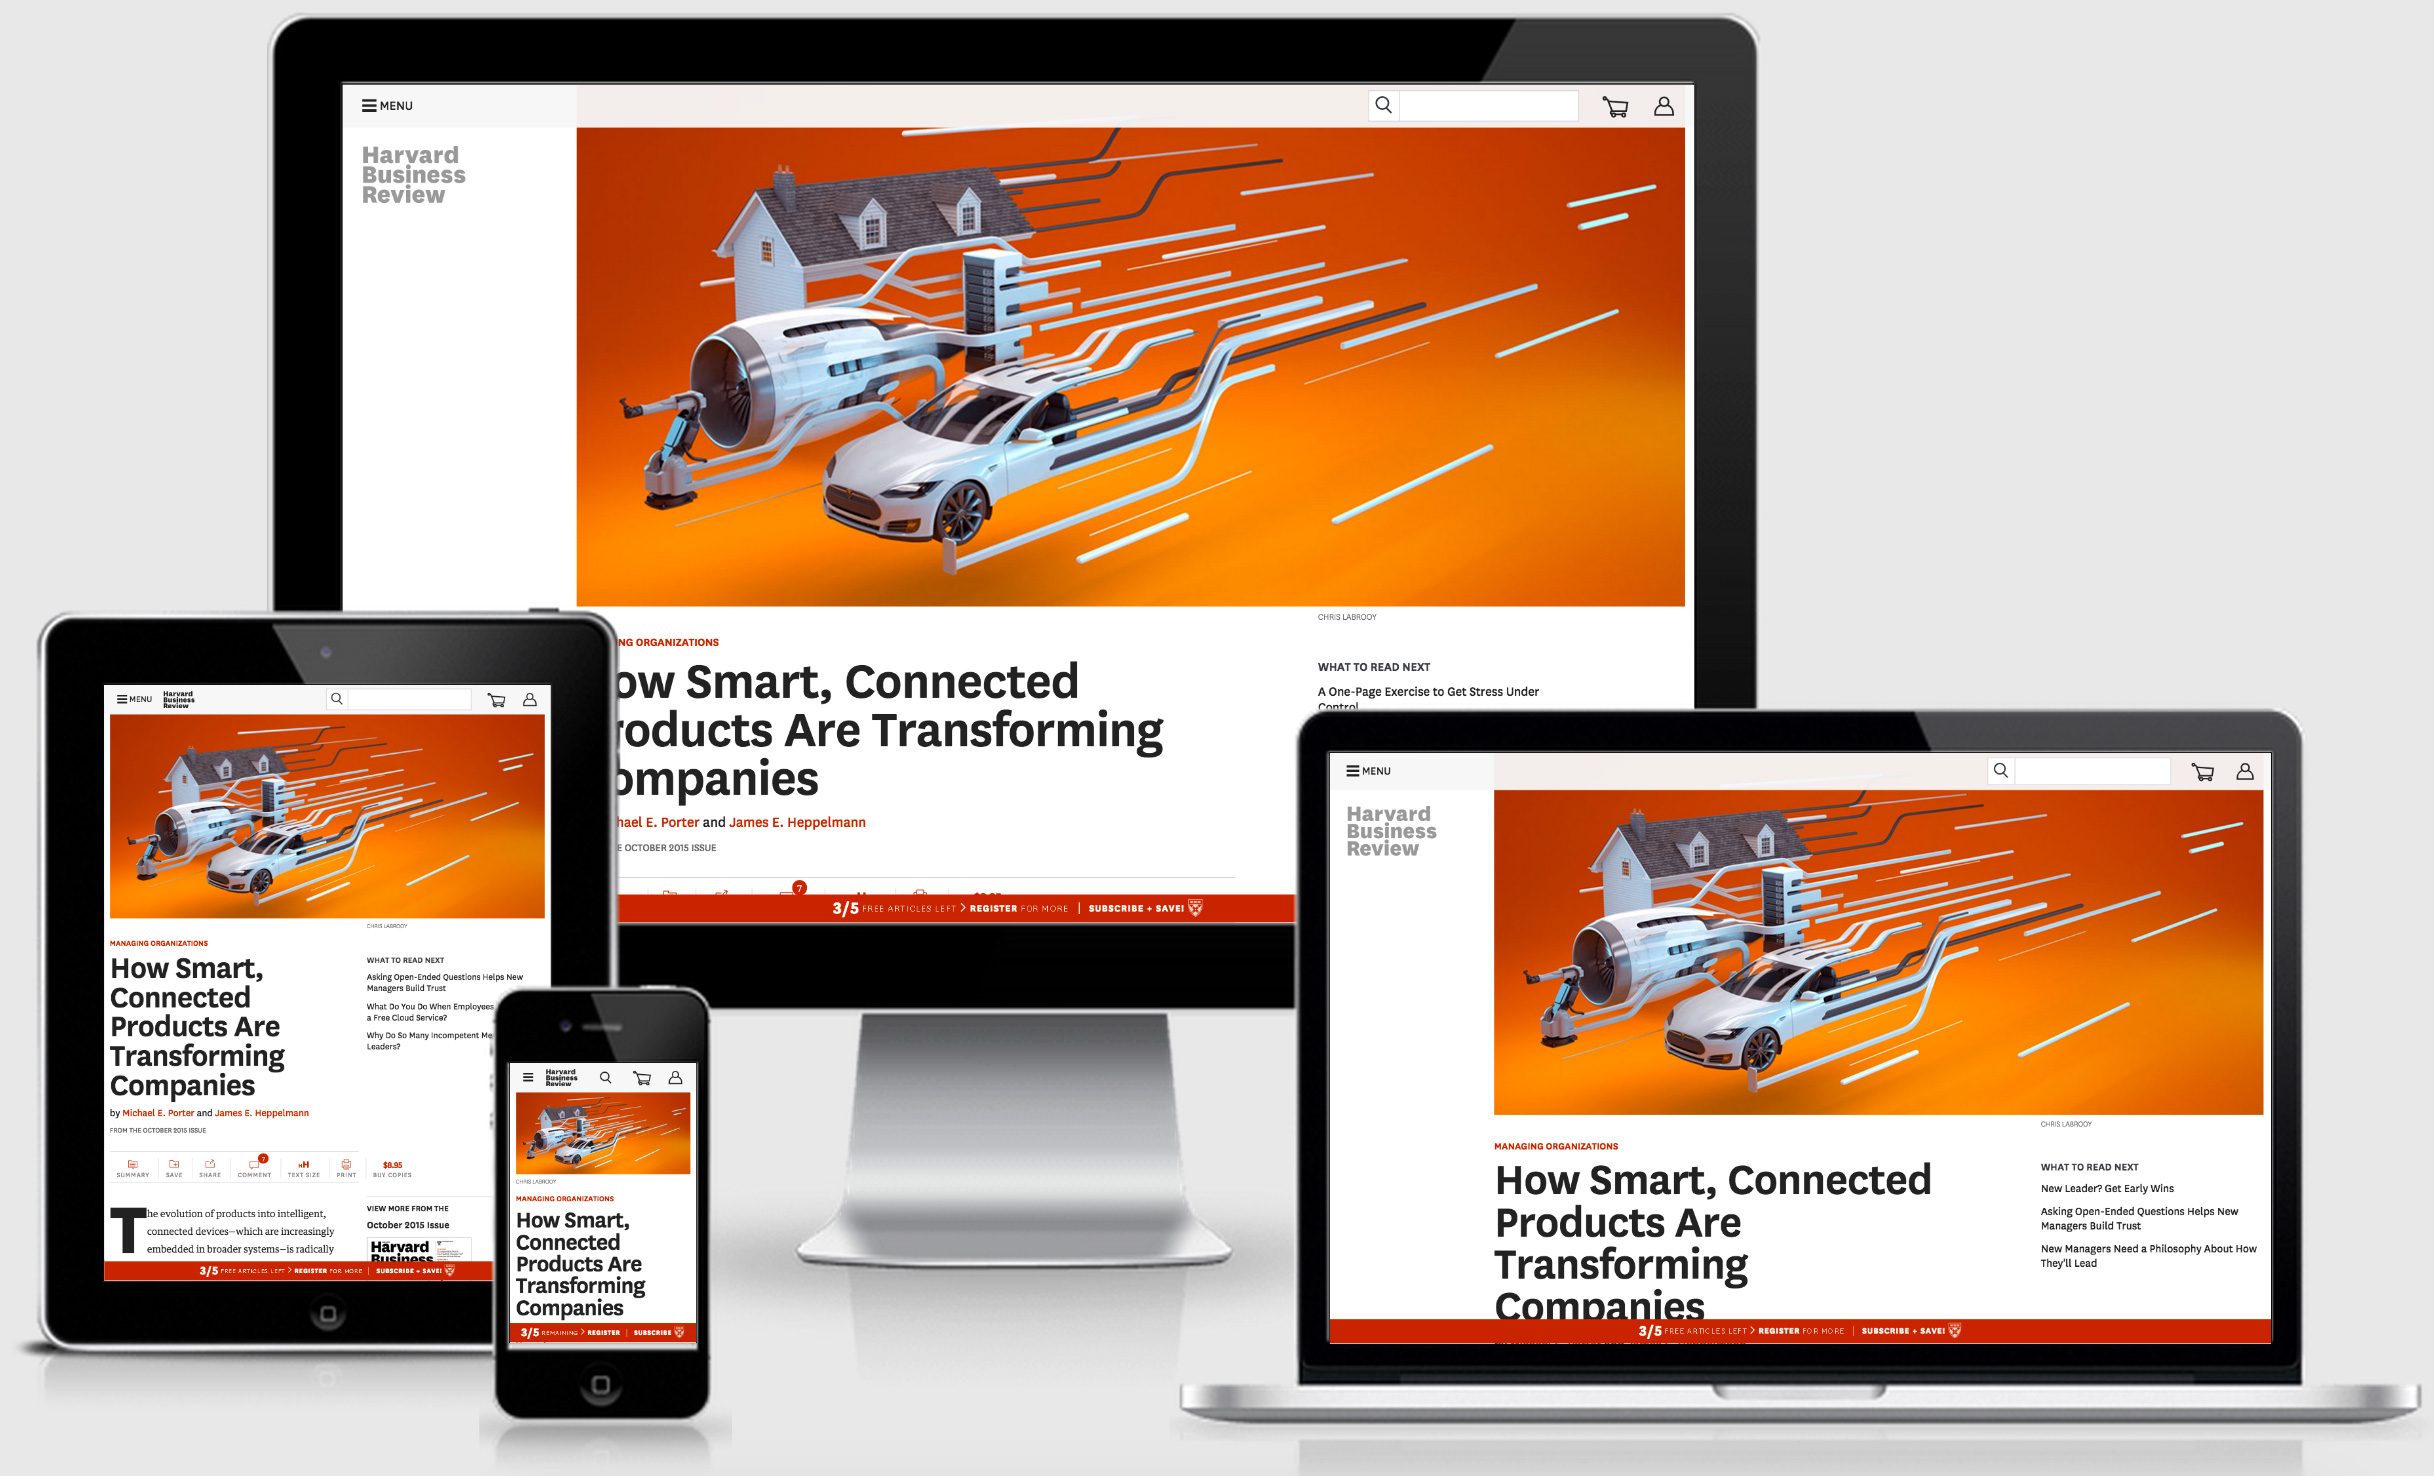 MENU
Harvard
Business
Review
CHRIS LABROOY
NG ORGANIZATIONS
ow Smart, Connected
roducts Are Transforming
ompanies
hael E. Porter and James E. Heppelmann
E OCTOBER 2015 ISSUE
WHAT TO READ NEXT
A One-Page Exercise to Get Stress Under
Control
7
3/5 FREE ARTICLES LEFT > REGISTER FOR MORE | SUBSCRIBE + SAVE!
MENU
Harvard
Business
Review
CHRIS LABROOY
MANAGING ORGANIZATIONS
How Smart,
Connected
Products Are
Transforming
Companies
by Michael E. Porter and James E. Heppelmann
FROM THE OCTOBER 2015 ISSUE
WHAT TO READ NEXT
Asking Open-Ended Questions Helps New
Managers Build Trust
What Do You Do When Employees
a Free Cloud Service?
Why Do So Many Incompetent Me
Leaders?
7
HH $8.95
SUMMARY SAVE SHARE COMMENT TEXT SIZE PRINT BUY COPIES
The evolution of products into intelligent,
connected devices—which are increasingly
embedded in broader systems—is radically
VIEW MORE FROM THE
October 2015 Issue
Harvard
Business
3/5 FREE ARTICLES LEFT > REGISTER FOR MORE | SUBSCRIBE + SAVE!
Harvard
Business
Review
CHRIS LABROOY
MANAGING ORGANIZATIONS
How Smart,
Connected
Products Are
Transforming
Companies
3/5 REMAINING > REGISTER | SUBSCRIBE
MENU
Harvard
Business
Review
CHRIS LABROOY
MANAGING ORGANIZATIONS
How Smart, Connected
Products Are
Transforming
Companies
WHAT TO READ NEXT
New Leader? Get Early Wins
Asking Open-Ended Questions Helps New
Managers Build Trust
New Managers Need a Philosophy About How
They'll Lead
3/5 FREE ARTICLES LEFT > REGISTER FOR MORE | SUBSCRIBE + SAVE!